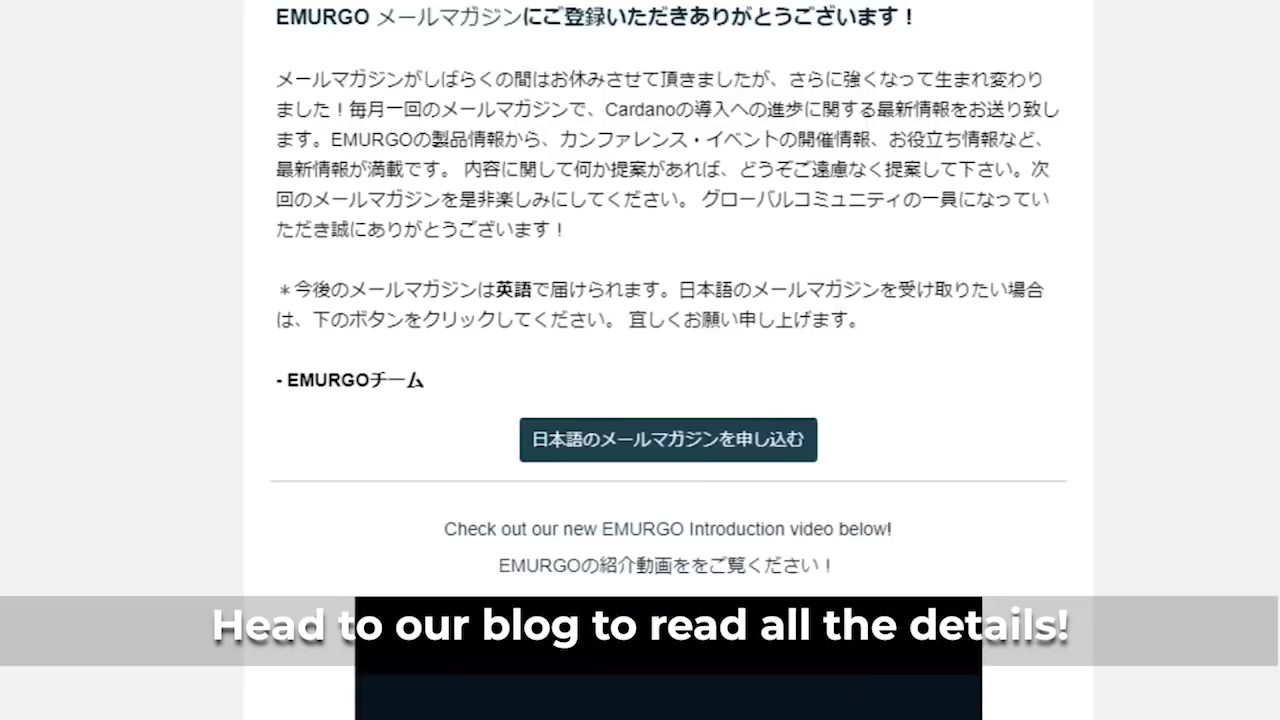 EMURGO メールマガジンにご登録いただきありがとうございます！
メールマガジンがしばらくの間はお休みさせて頂きましたが、さらに強くなって生まれ変わり
ました！毎月一回のメールマガジンで、Cardanoの導入への進歩に関する最新情報をお送り致し
ます。EMURGOの製品情報から、カンファレンス・イベントの開催情報、お役立ち情報など、
最新情報が満載です。 内容に関して何か提案があれば、どうぞご遠慮なく提案して下さい。次
回のメールマガジンを是非楽しみにしてください。 グローバルコミュニティの一員になってい
ただき誠にありがとうございます！
＊今後のメールマガジンは英語で届けられます。日本語のメールマガジンを受け取りたい場合
は、下のボタンをクリックしてください。 宜しくお願い申し上げます。
- EMURGOチーム
日本語のメールマガジンを申し込む
Check out our new EMURGO Introduction video below!
EMURGOの紹介動画ををご覧ください！
Head to our blog to read all the details!